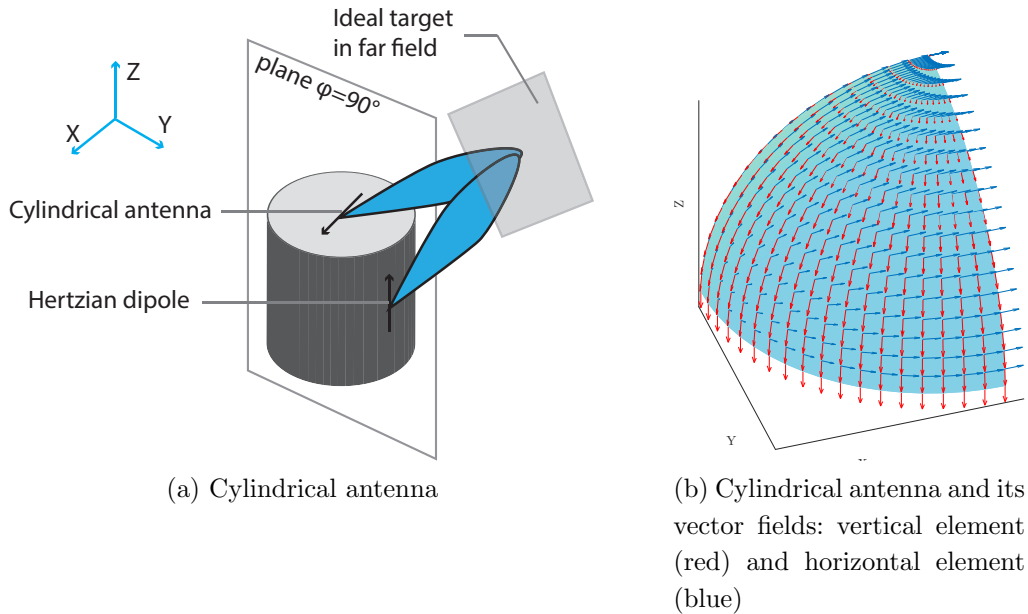 Ideal target
in far field
plane φ=90°
Z
X
Y
Cylindrical antenna
Hertzian dipole
(a) Cylindrical antenna
Z
Y
(b) Cylindrical antenna and its
vector fields: vertical element
(red) and horizontal element
(blue)